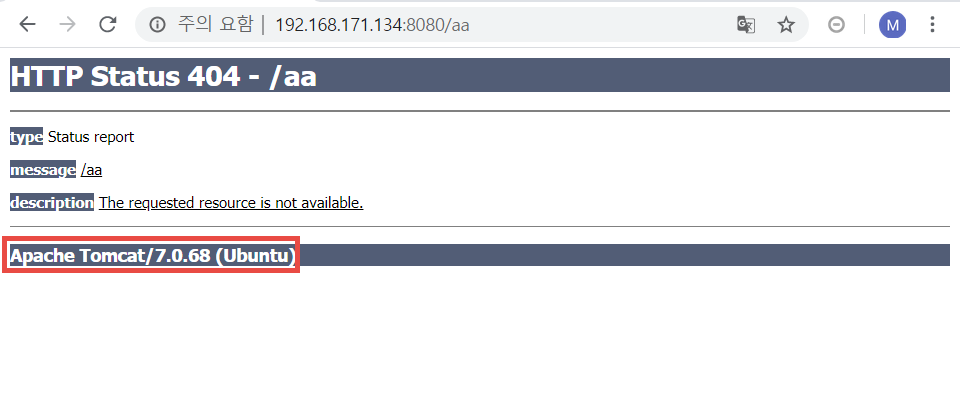 주의 요함 | 192.168.171.134:8080/aa
M
HTTP Status 404 - /aa
type Status report
message /aa
description The requested resource is not available.
Apache Tomcat/7.0.68 (Ubuntu)